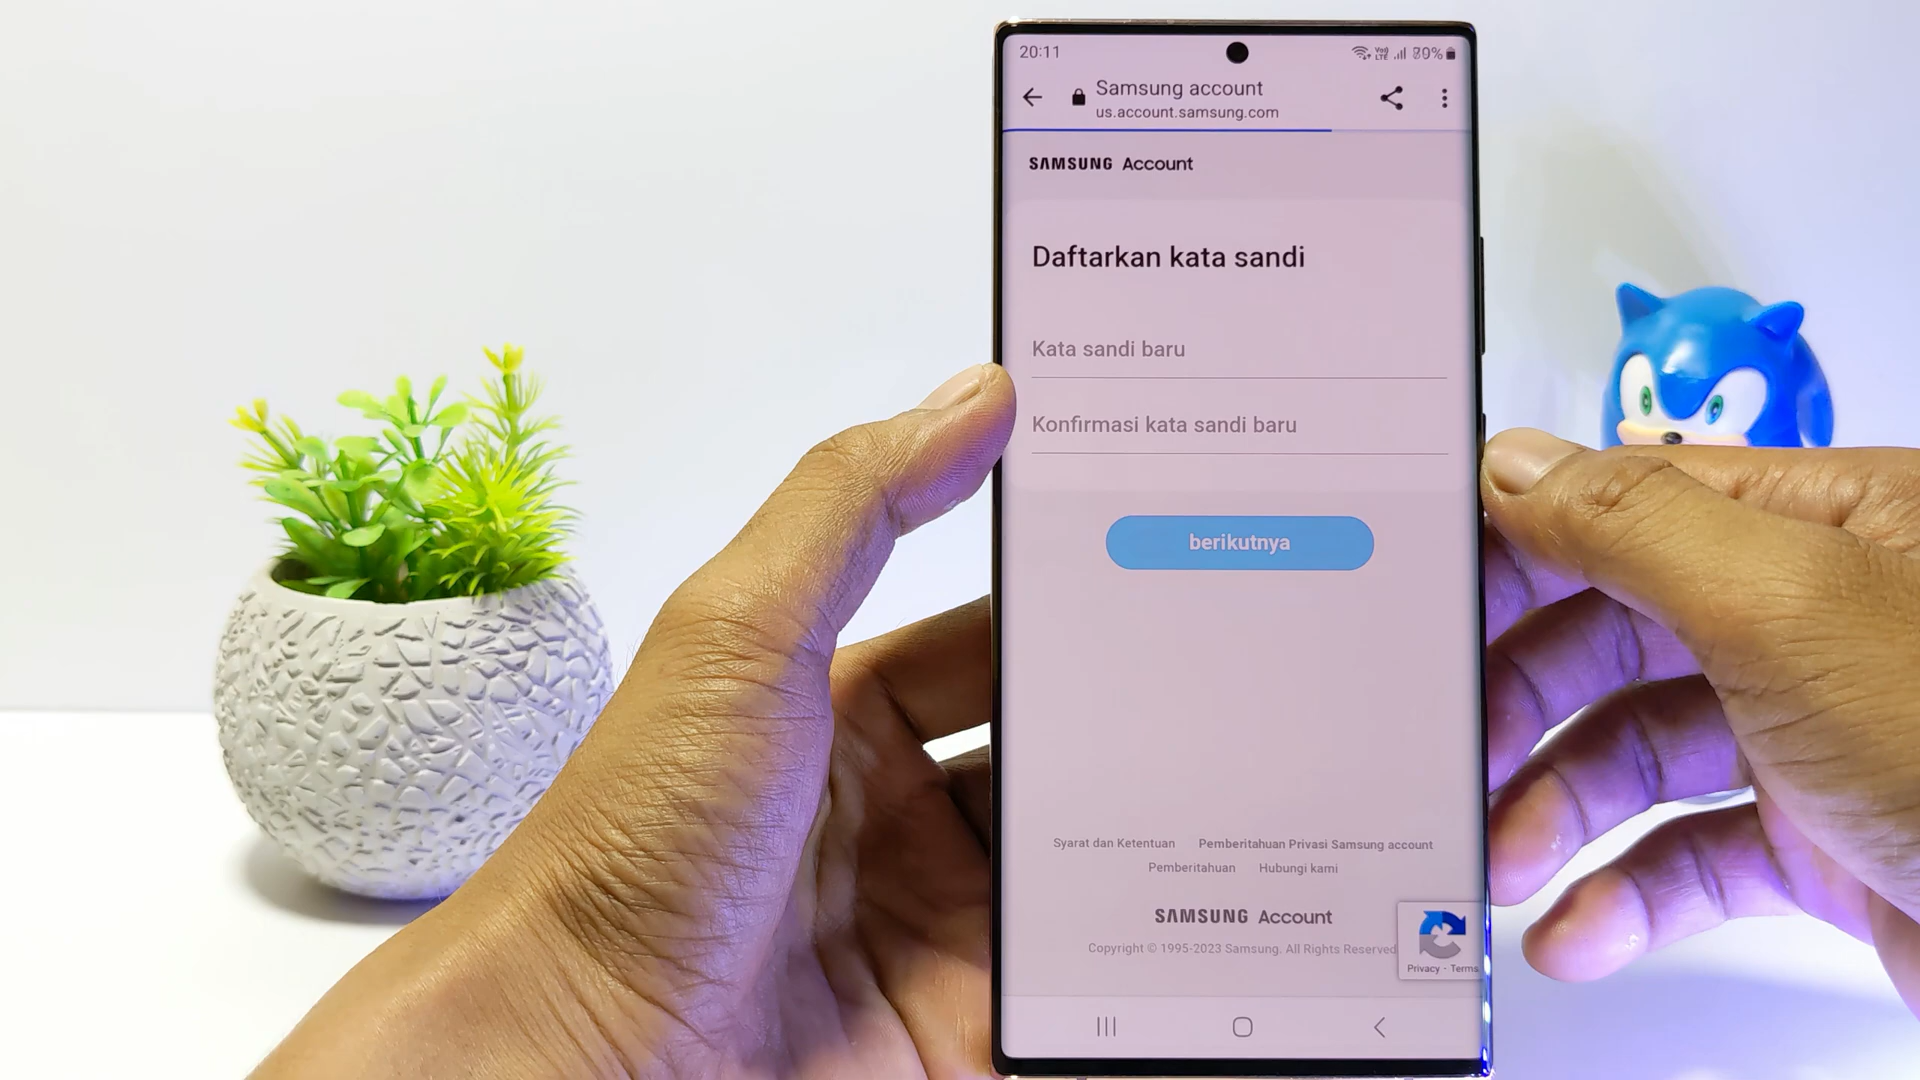 20:11
Samsung account
us.account.samsung.com
SAMSUNG Account
Daftarkan kata sandi
Kata sandi baru
Konfirmasi kata sandi baru
berikutnya
Syarat dan Ketentuan Pemberitahuan Privasi Samsung account
Pemberitahuan Hubungi kami
SAMSUNG Account
Copyright © 1995-2023 Samsung. All Rights Reserved
Privacy - Terms